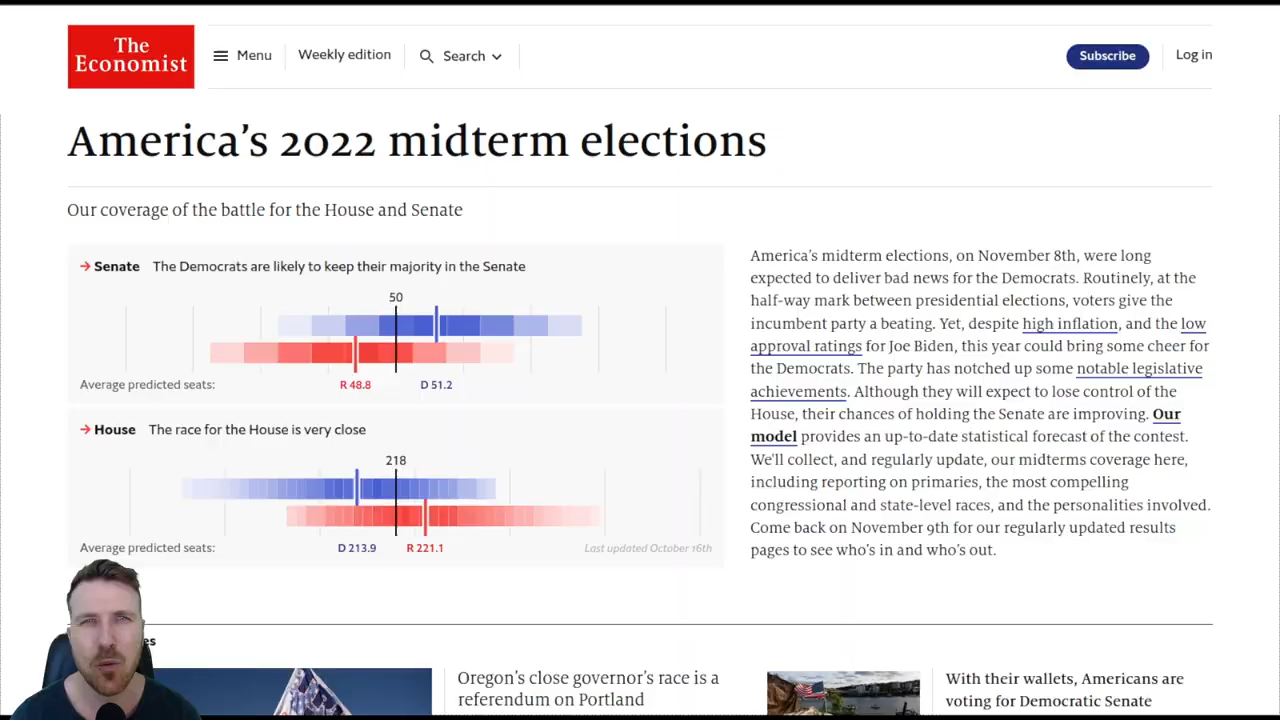 The
Economist
Menu
Weekly edition
Search
Subscribe
Log in
America's 2022 midterm elections
Our coverage of the battle for the House and Senate
→ Senate The Democrats are likely to keep their majority in the Senate
50
Average predicted seats:
R 48.8
D 51.2
→ House The race for the House is very close
218
Average predicted seats:
D 213.9
R 221.1
Last updated October 16th
America's midterm elections, on November 8th, were long
expected to deliver bad news for the Democrats. Routinely, at the
half-way mark between presidential elections, voters give the
incumbent party a beating. Yet, despite high inflation, and the low
approval ratings for Joe Biden, this year could bring some cheer for
the Democrats. The party has notched up some notable legislative
achievements. Although they will expect to lose control of the
House, their chances of holding the Senate are improving. Our
model provides an up-to-date statistical forecast of the contest.
We'll collect, and regularly update, our midterms coverage here,
including reporting on primaries, the most compelling
congressional and state-level races, and the personalities involved.
Come back on November 9th for our regularly updated results
pages to see who's in and who's out.
es
Oregon's close governor's race is a
referendum on Portland
With their wallets, Americans are
voting for Democratic Senate